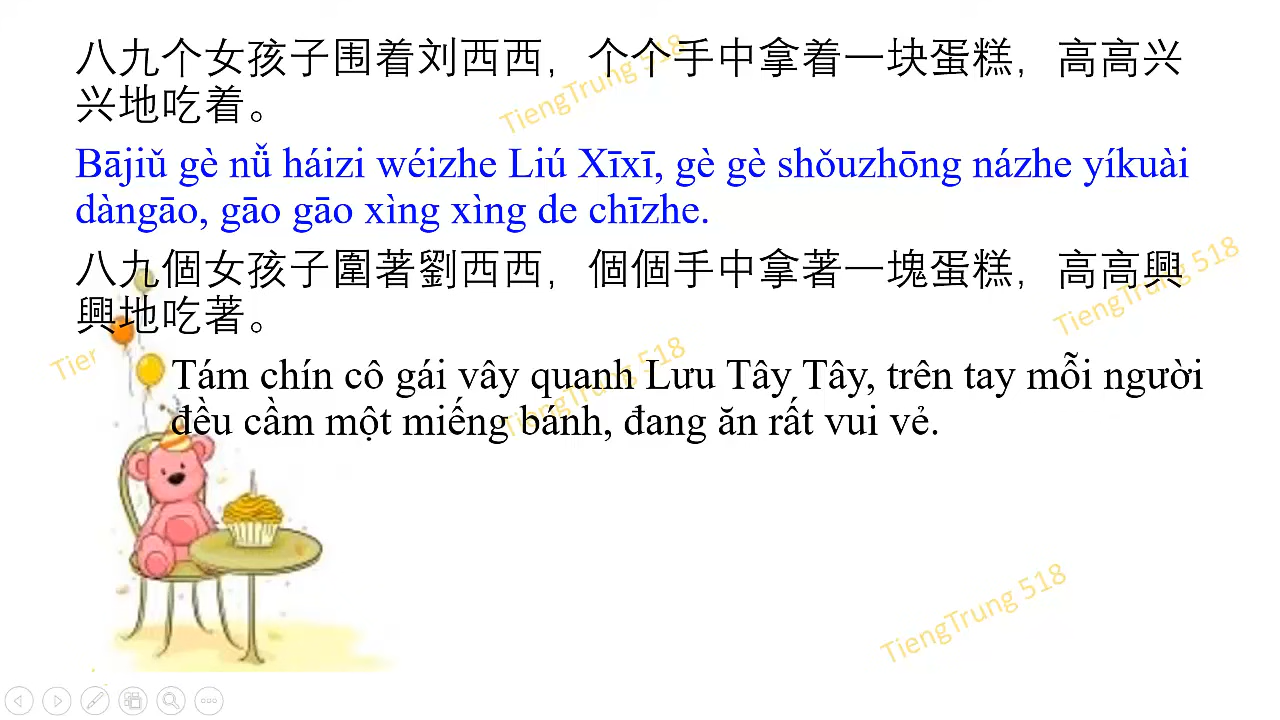 八九个女孩子围着刘西西，个个手中拿着一块蛋糕，高高兴
兴地吃着。
Bājiǔ gè nǚ háizi wéizhe Liú Xīxī, gè gè shǒuzhōng názhe yíkuài
dàngāo, gāo gāo xìng xìng de chīzhe.
八九個女孩子圍著劉西西，個個手中拿著一塊蛋糕，高高興
興地吃著。
Tám chín cô gái vây quanh Lưu Tây Tây, trên tay mỗi người
đều cầm một miếng bánh, đang ăn rất vui vẻ.
TiengTrung 518
TiengTrung 518
TiengTrung 518
TiengTrung 518